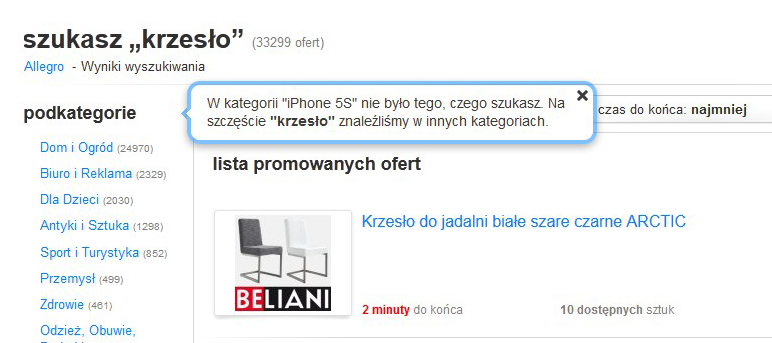 szukasz „krzesło” (33299 ofert)
Allegro - Wyniki wyszukiwania
podkategorie
Dom i Ogród (24970)
Biuro i Reklama (2329)
Dla Dzieci (2030)
Antyki i Sztuka (1298)
Sport i Turystyka (852)
Przemysł (499)
Zdrowie (461)
Odzież, Obuwie,
W kategorii "iPhone 5S" nie było tego, czego szukasz. Na
szczęście "krzesło" znaleźliśmy w innych kategoriach.
czas do końca: najmniej
lista promowanych ofert
Krzesło do jadalni białe szare czarne ARCTIC
BELIANI
2 minuty do końca
10 dostępnych sztuk